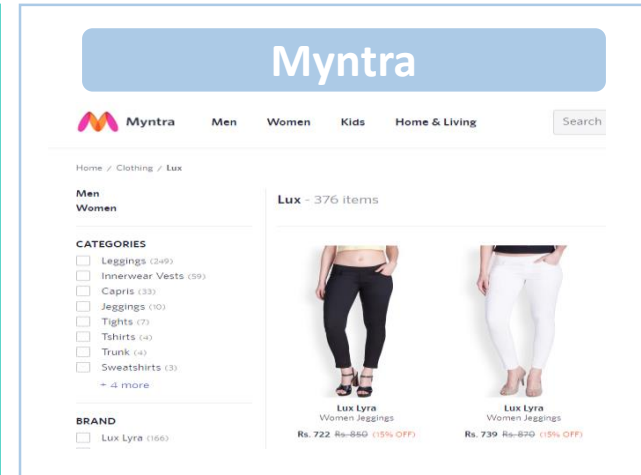 Myntra
Myntra Men Women Kids Home & Living Search
Home / Clothing / Lux
Men
Women
Lux - 376 items
CATEGORIES
Leggings (249)
Innerwear Vests (59)
Capris (33)
Jeggings (10)
Tights (7)
Tshirts (4)
Trunk (4)
Sweatshirts (3)
+ 4 more
BRAND
Lux Lyra (166)
Lux Lyra
Women Jeggings
Rs. 722 Rs. 850 (15% OFF)
Lux Lyra
Women Jeggings
Rs. 739 Rs. 870 (15% OFF)